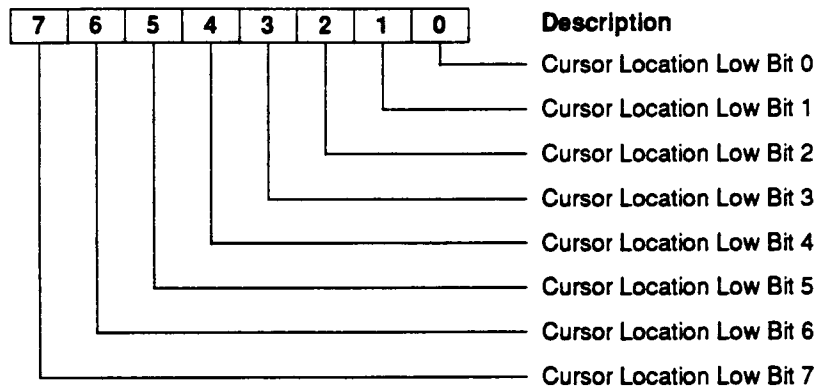 7 6 5 4 3 2 1 0 Description
Cursor Location Low Bit 0
Cursor Location Low Bit 1
Cursor Location Low Bit 2
Cursor Location Low Bit 3
Cursor Location Low Bit 4
Cursor Location Low Bit 5
Cursor Location Low Bit 6
Cursor Location Low Bit 7